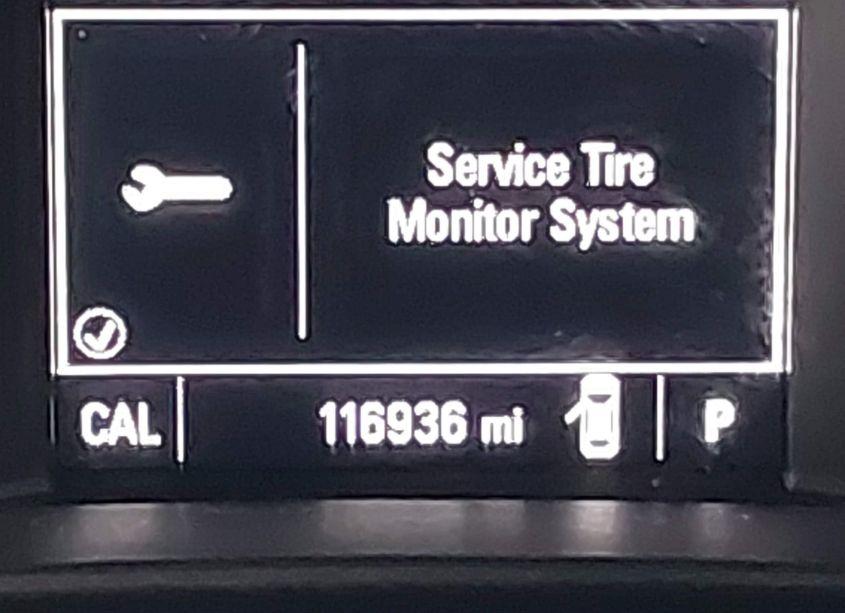 Service Tire
Monitor System
CAL 116936 mi P